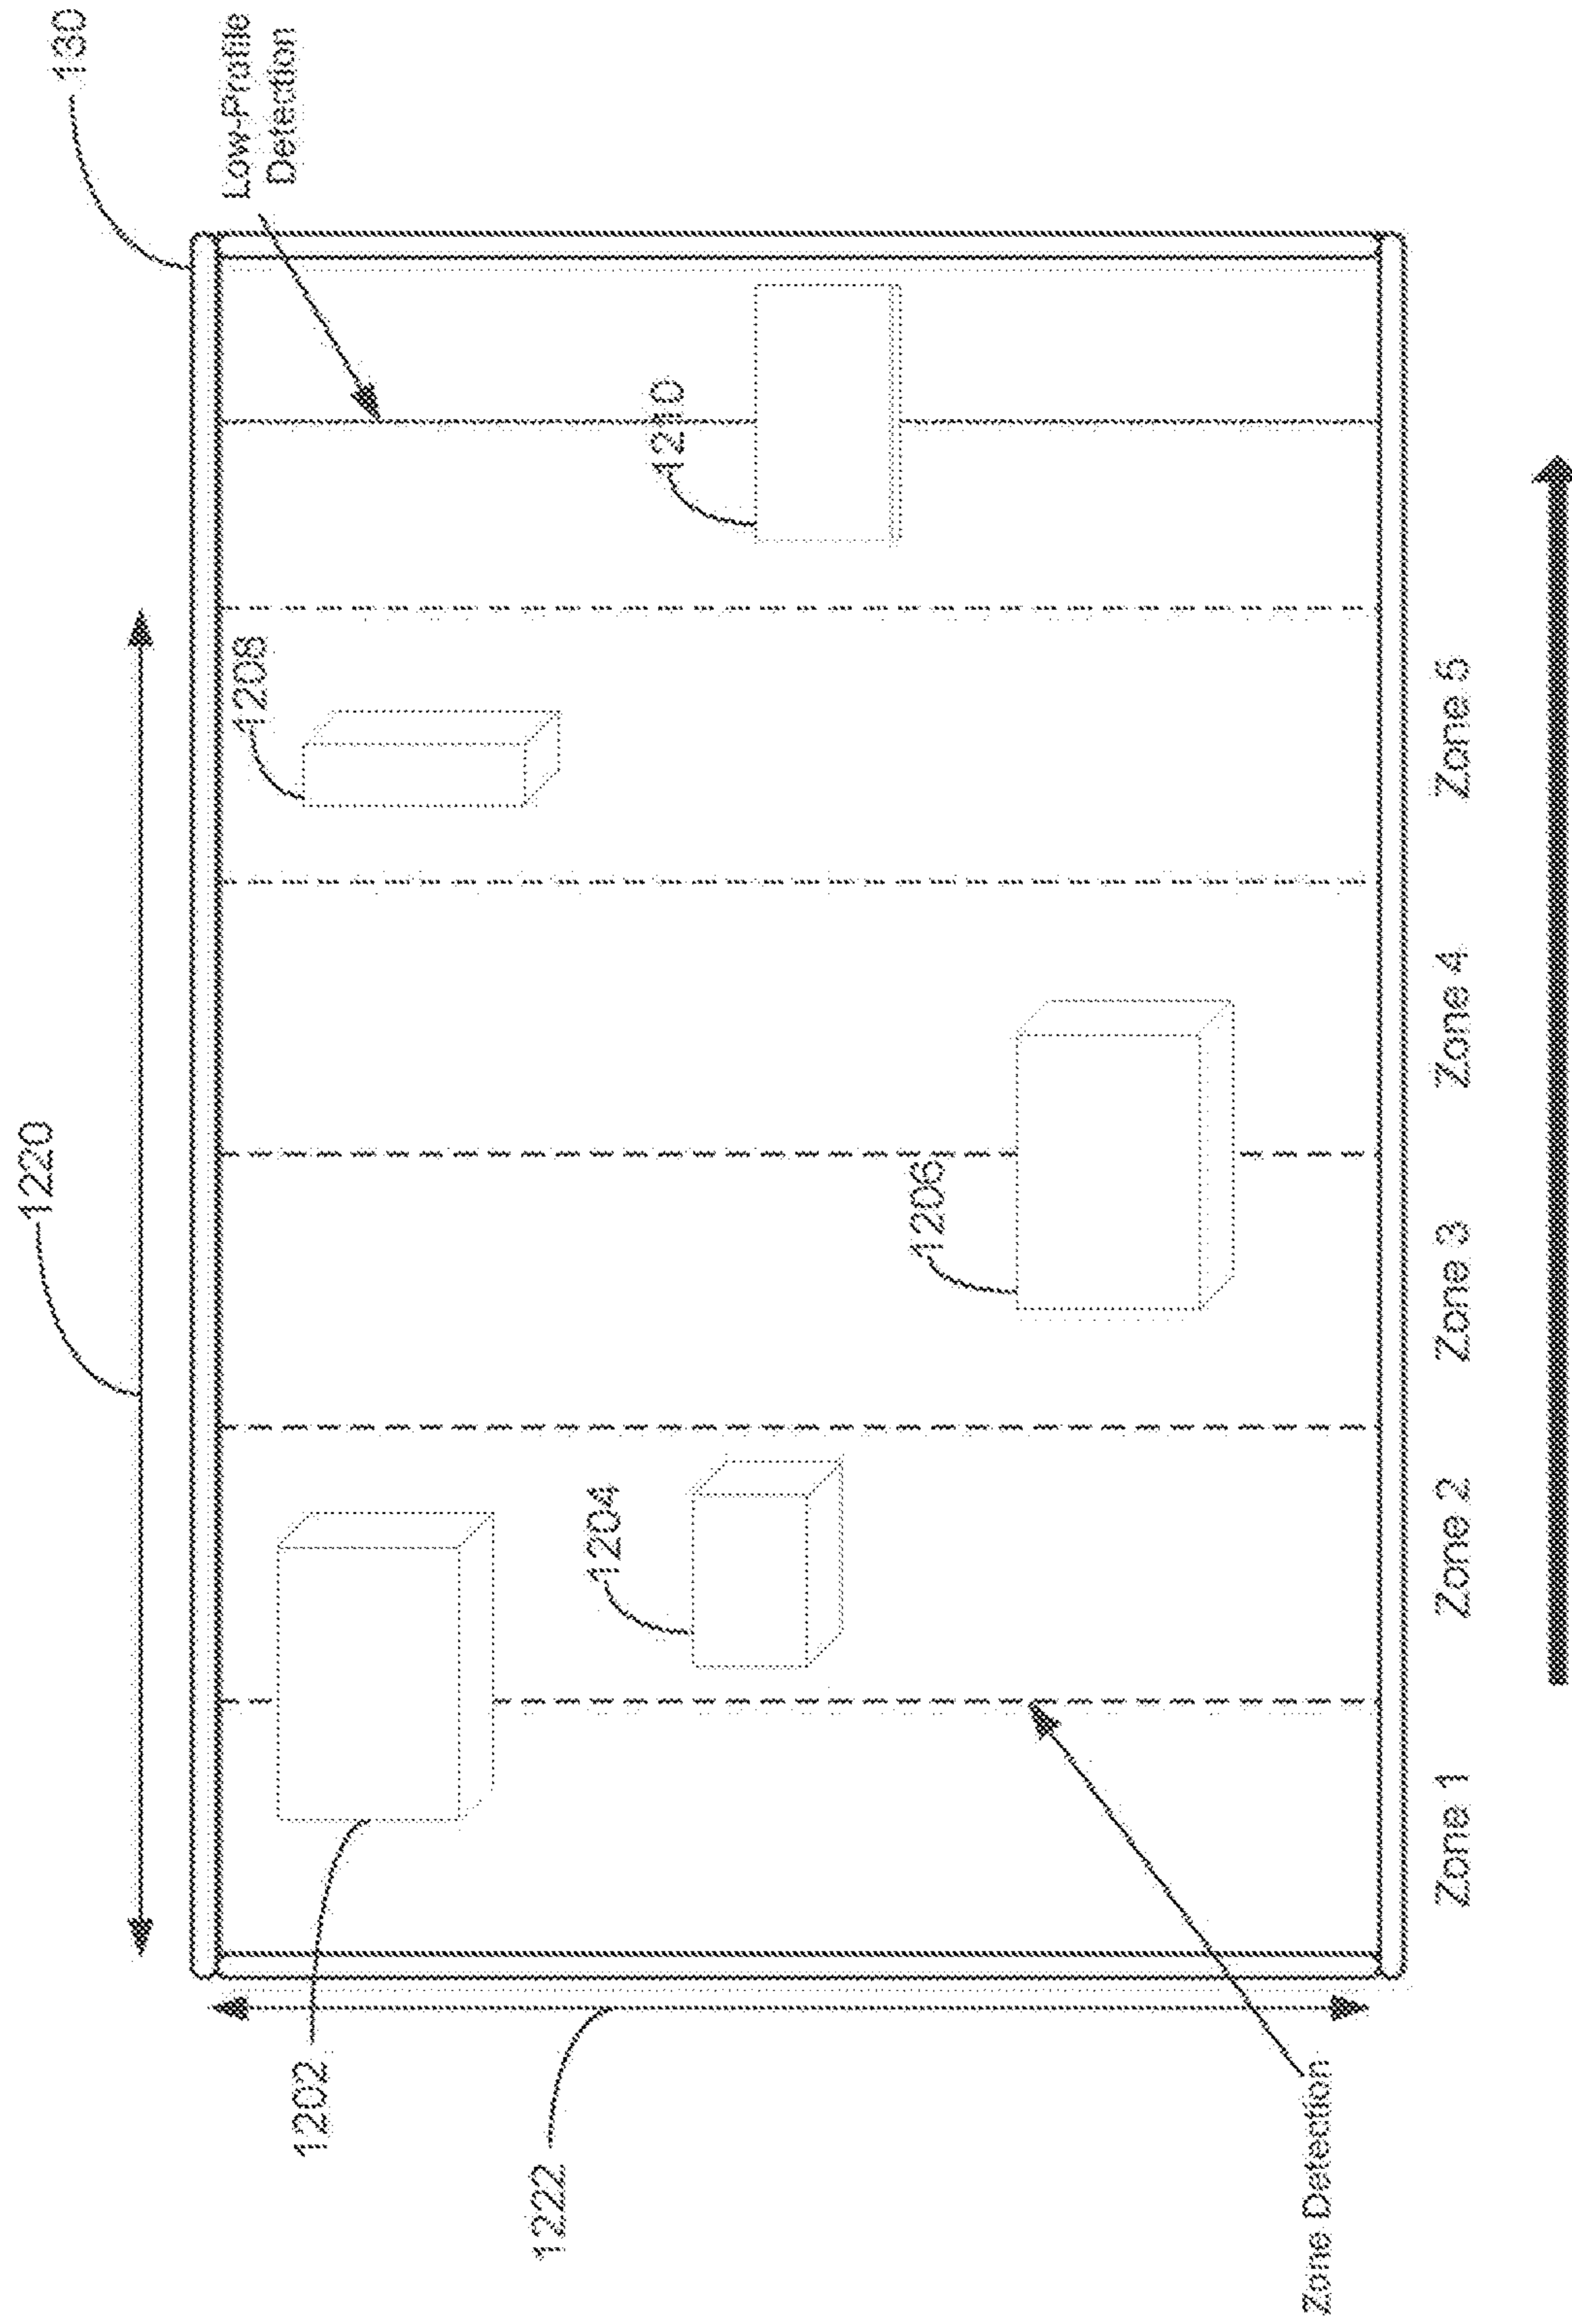 130
Low-Profile
Detection
1220
1208
1210
1206
1204
1202
1222
Zone Detection
Zone 1
Zone 2
Zone 3
Zone 4
Zone 5